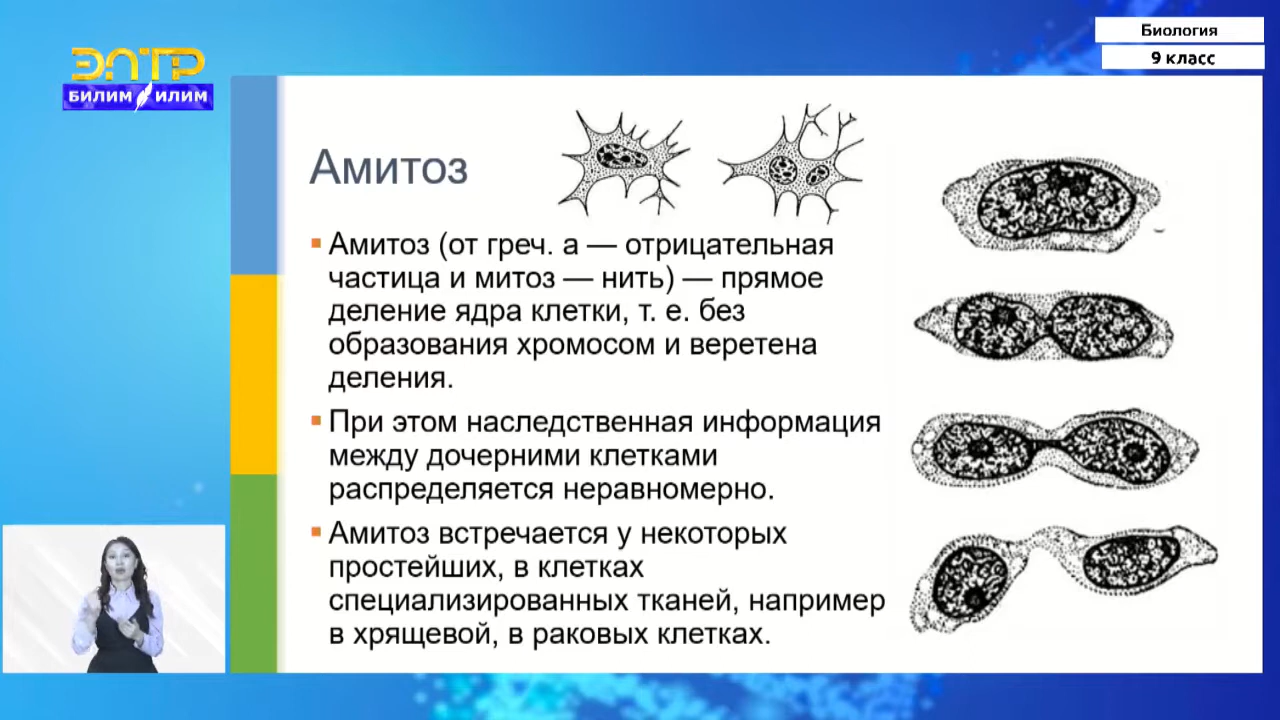 Биология
9 класс
ЭЛТР
БИЛИМ ИЛИМ
Амитоз
Амитоз (от греч. а — отрицательная
частица и митоз — нить) — прямое
деление ядра клетки, т. е. без
образования хромосом и веретена
деления.
При этом наследственная информация
между дочерними клетками
распределяется неравномерно.
Амитоз встречается у некоторых
простейших, в клетках
специализированных тканей, например
в хрящевой, в раковых клетках.